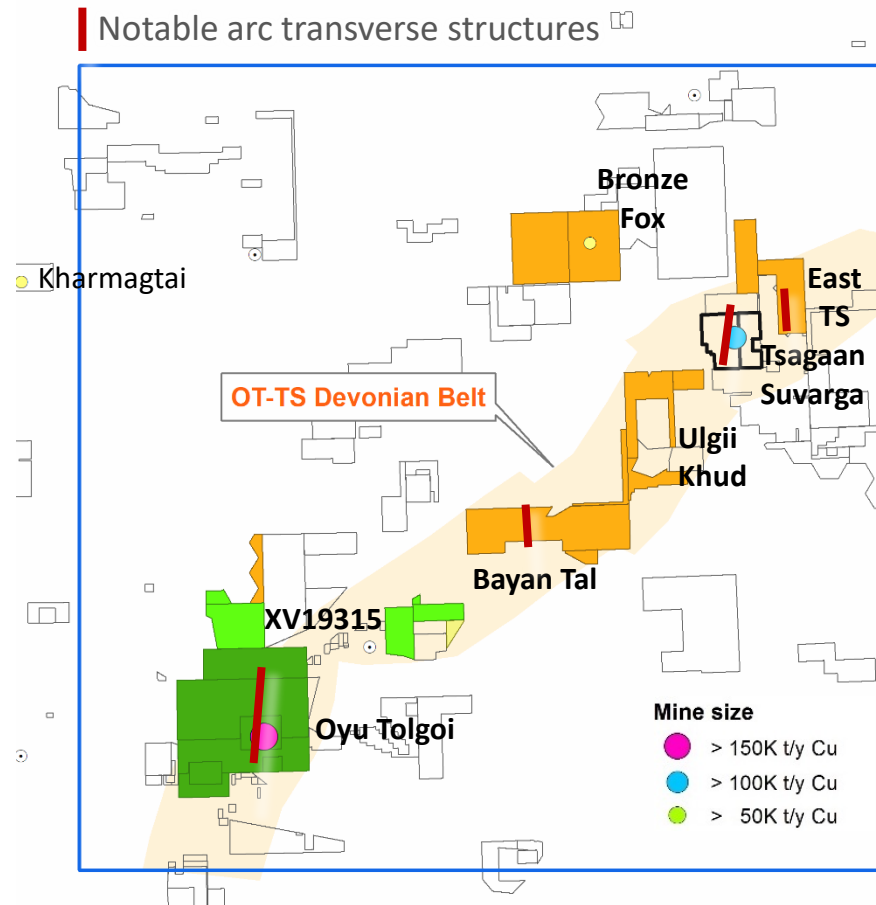 Notable arc transverse structures
Bronze
Fox
Kharmagtai
East
TS
Tsagaan
Suvarga
OT-TS Devonian Belt
Ulgii
Khud
Bayan Tal
XV19315
Oyu Tolgoi
Mine size
> 150K t/y Cu
> 100K t/y Cu
> 50K t/y Cu